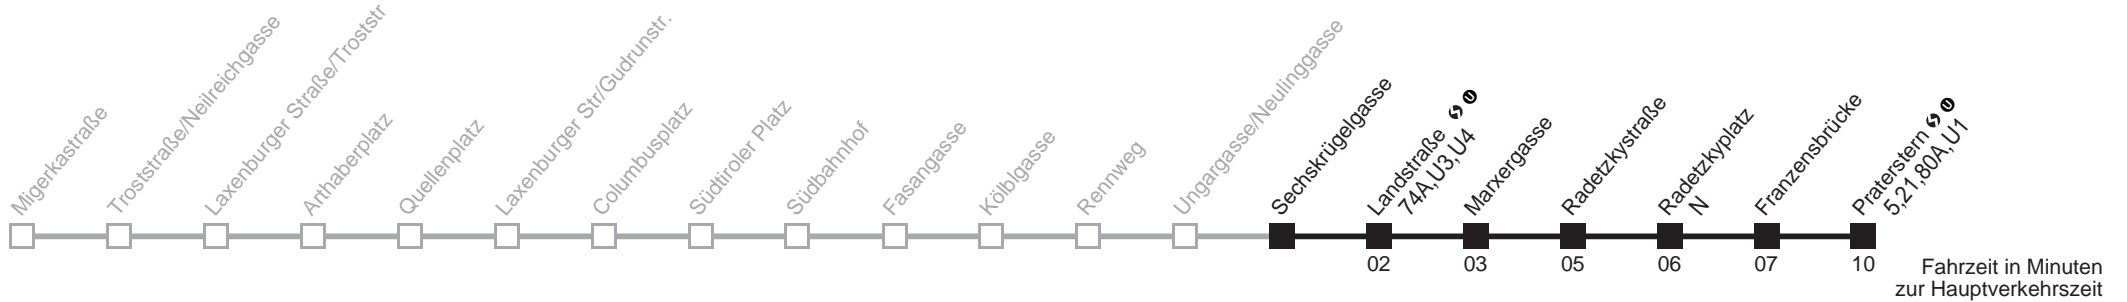 Migerkastraße
Troststraße/Neilreichgasse
Laxenburger Straße/Troststr
Arthaberplatz
Quellenplatz
Laxenburger Str/Gudrunstr.
Columbusplatz
Südtiroler Platz
Südbahnhof
Fasangasse
Kölblgasse
Rennweg
Ungargasse/Neulinggasse
Sechskrügelgasse
Landstraße S U
74A,U3,U4
Marxergasse
Radetzkystraße
Radetzkyplatz
N
Franzensbrücke
Praterstern S U
5,21,80A,U1
02 03 05 06 07 10
Fahrzeit in Minuten
zur Hauptverkehrszeit